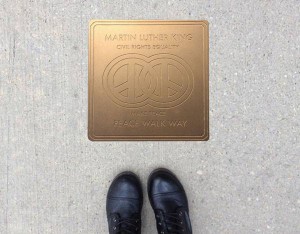 MARTIN LUTHER KING
CIVIL RIGHTS EQUALITY
PEACE WALK WAY